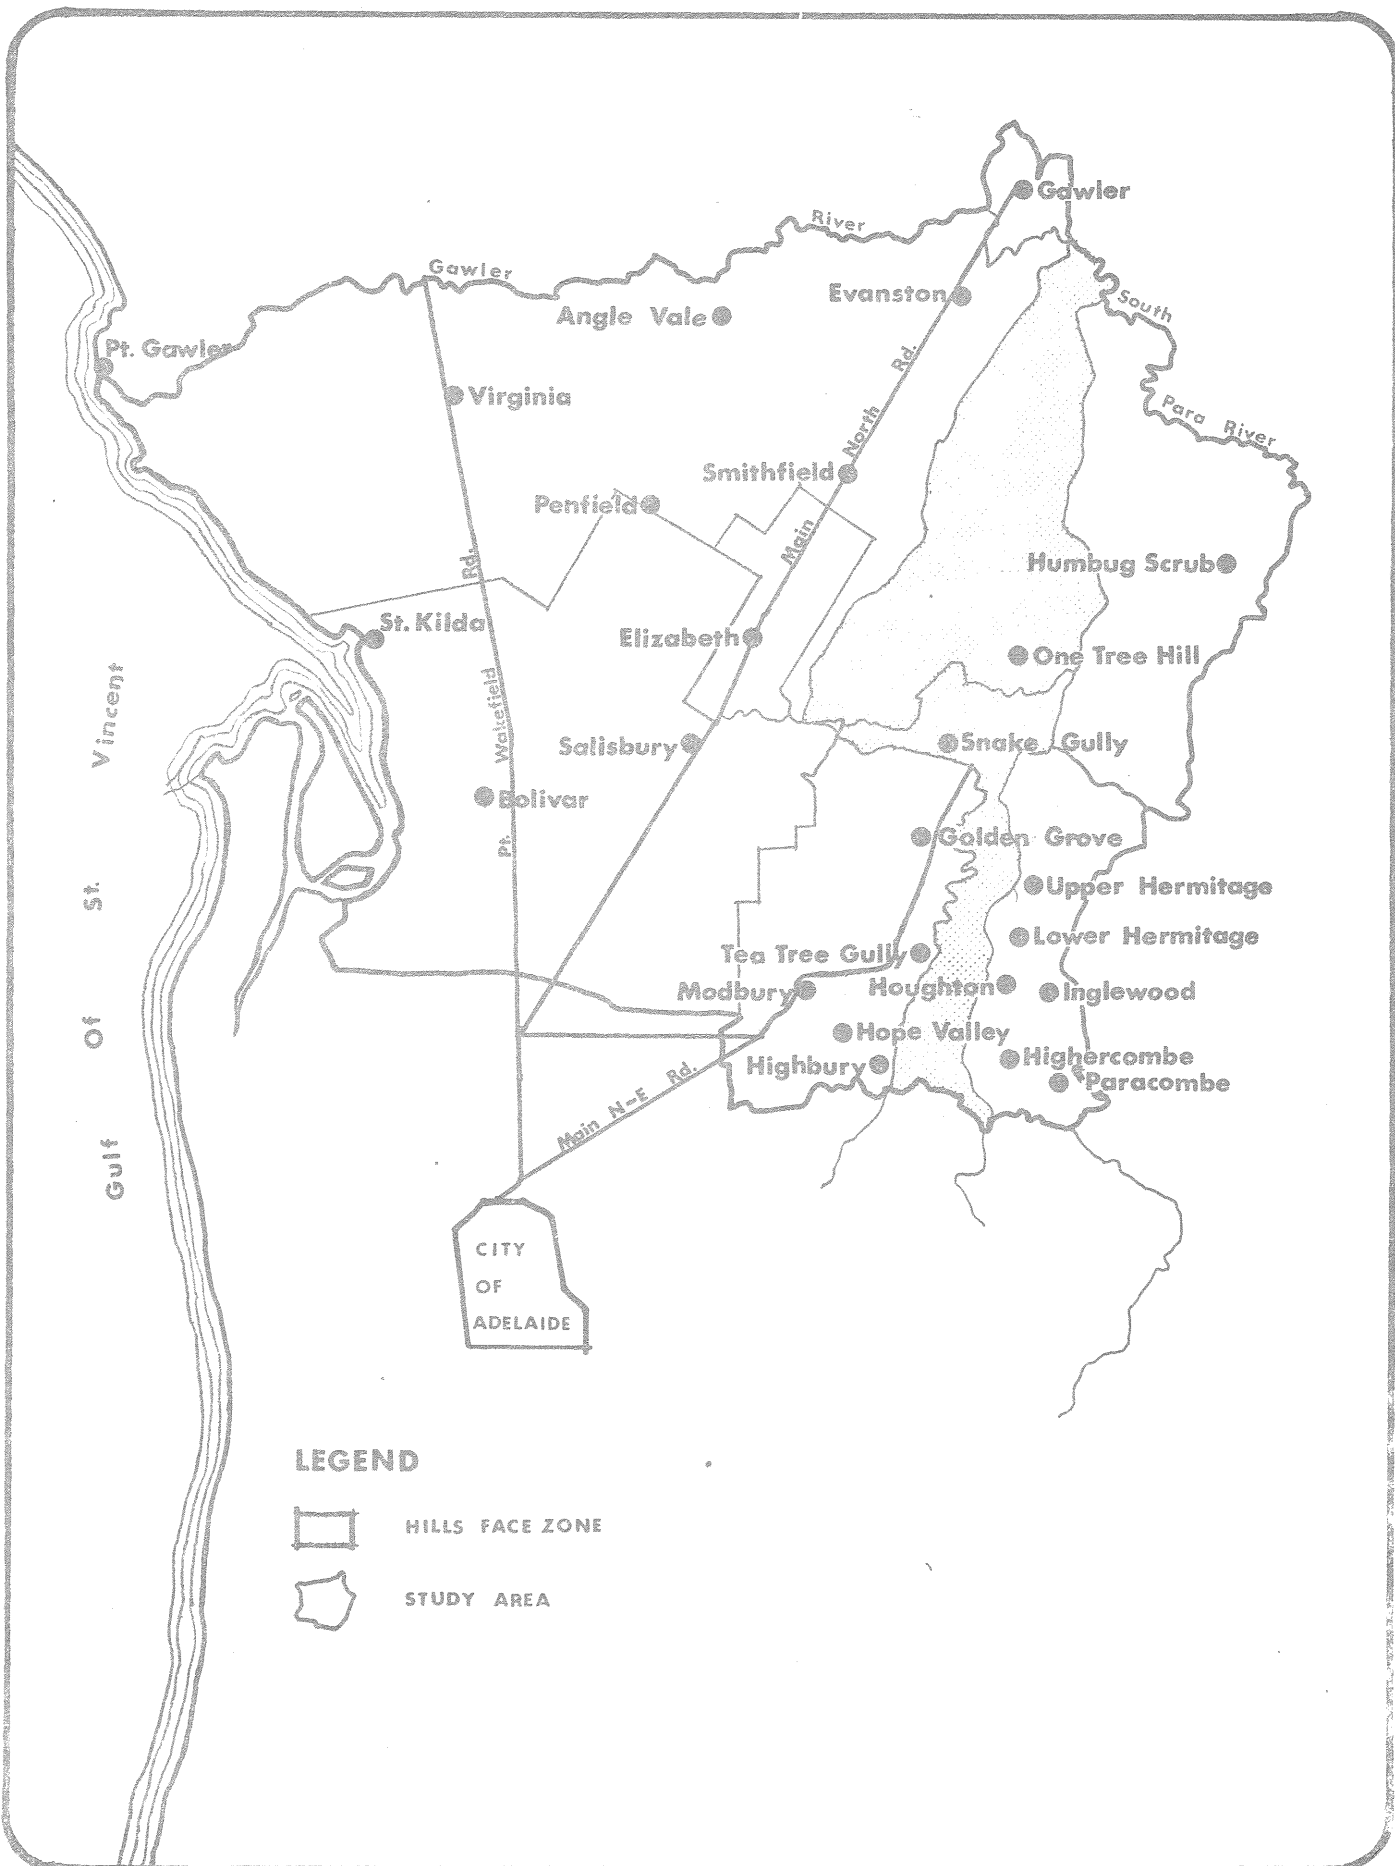 Gawler
River
Gawler
Evanston
Angle Vale
South
Pt. Gawler
Rd.
Virginia
Para River
North
Smithfield
Penfield
Main
Rd.
Humbug Scrub
St. Kilda
Elizabeth
One Tree Hill
Wakefield
Salisbury
Snake Gully
Bolivar
Pt.
Golden Grove
Upper Hermitage
Lower Hermitage
Tea Tree Gully
Modbury
Houghton
Inglewood
Hope Valley
Highbury
Highercombe
Paracombe
Main N-E Rd.
Gulf Of St. Vincent
CITY
OF
ADELAIDE
LEGEND
HILLS FACE ZONE
STUDY AREA